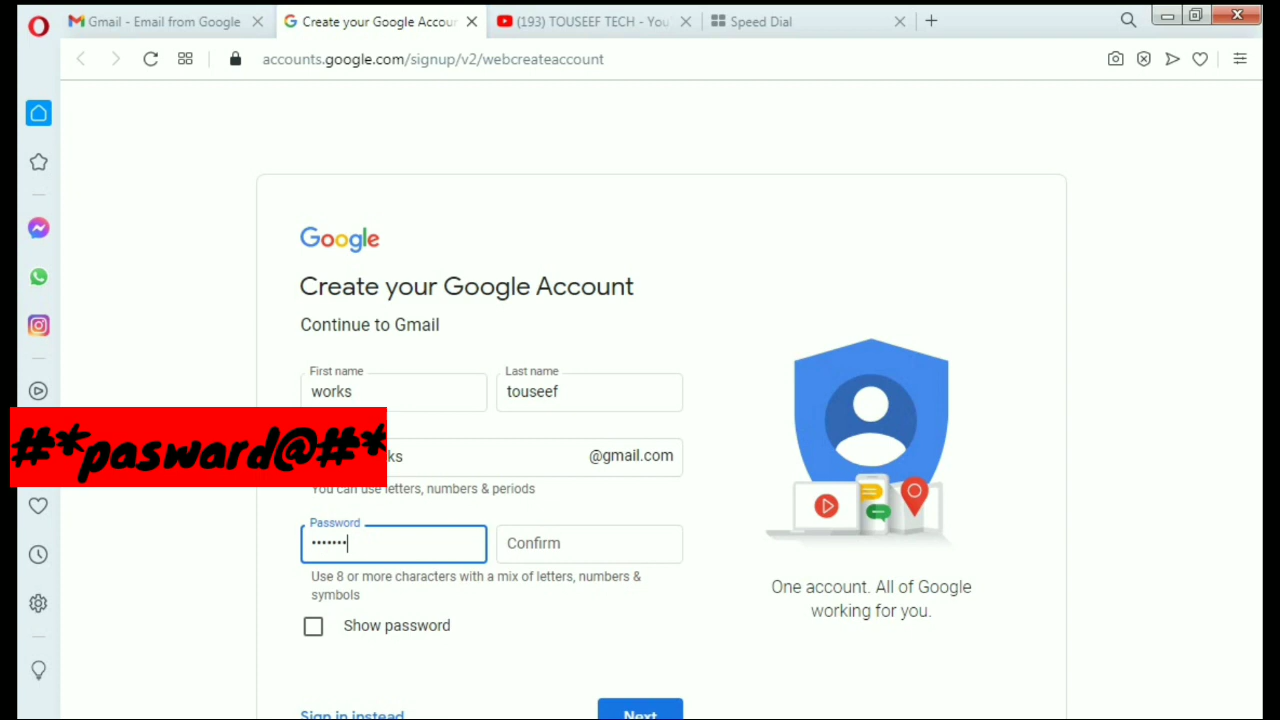 Gmail - Email from Google
Create your Google Accour
(193) TOUSEEF TECH - You
Speed Dial
accounts.google.com/signup/v2/webcreateaccount
Google
Create your Google Account
Continue to Gmail
First name
Last name
works
touseef
#*pasward@#*
ks
@gmail.com
You can use letters, numbers & periods
Password
•••••••
Confirm
Use 8 or more characters with a mix of letters, numbers &
symbols
Show password
One account. All of Google
working for you.
Sign in instead
Next